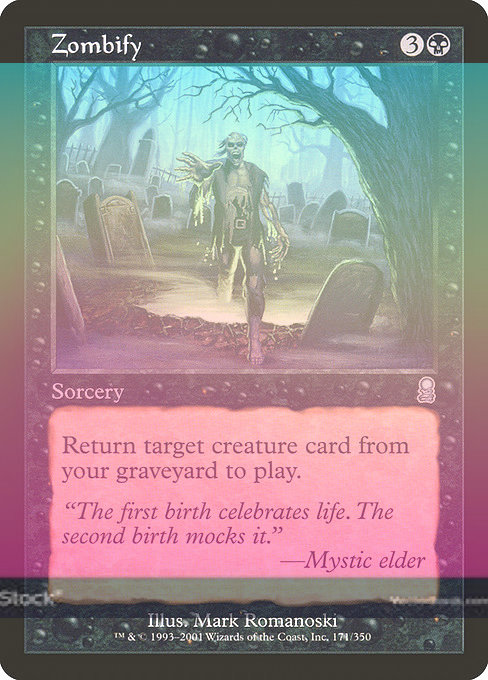 Zombify
3
Sorcery
Return target creature card from
your graveyard to play.
“The first birth celebrates life. The
second birth mocks it.”
—Mystic elder
Stock
Illus. Mark Romanoski
™ & © 1993–2001 Wizards of the Coast, Inc. 171/350